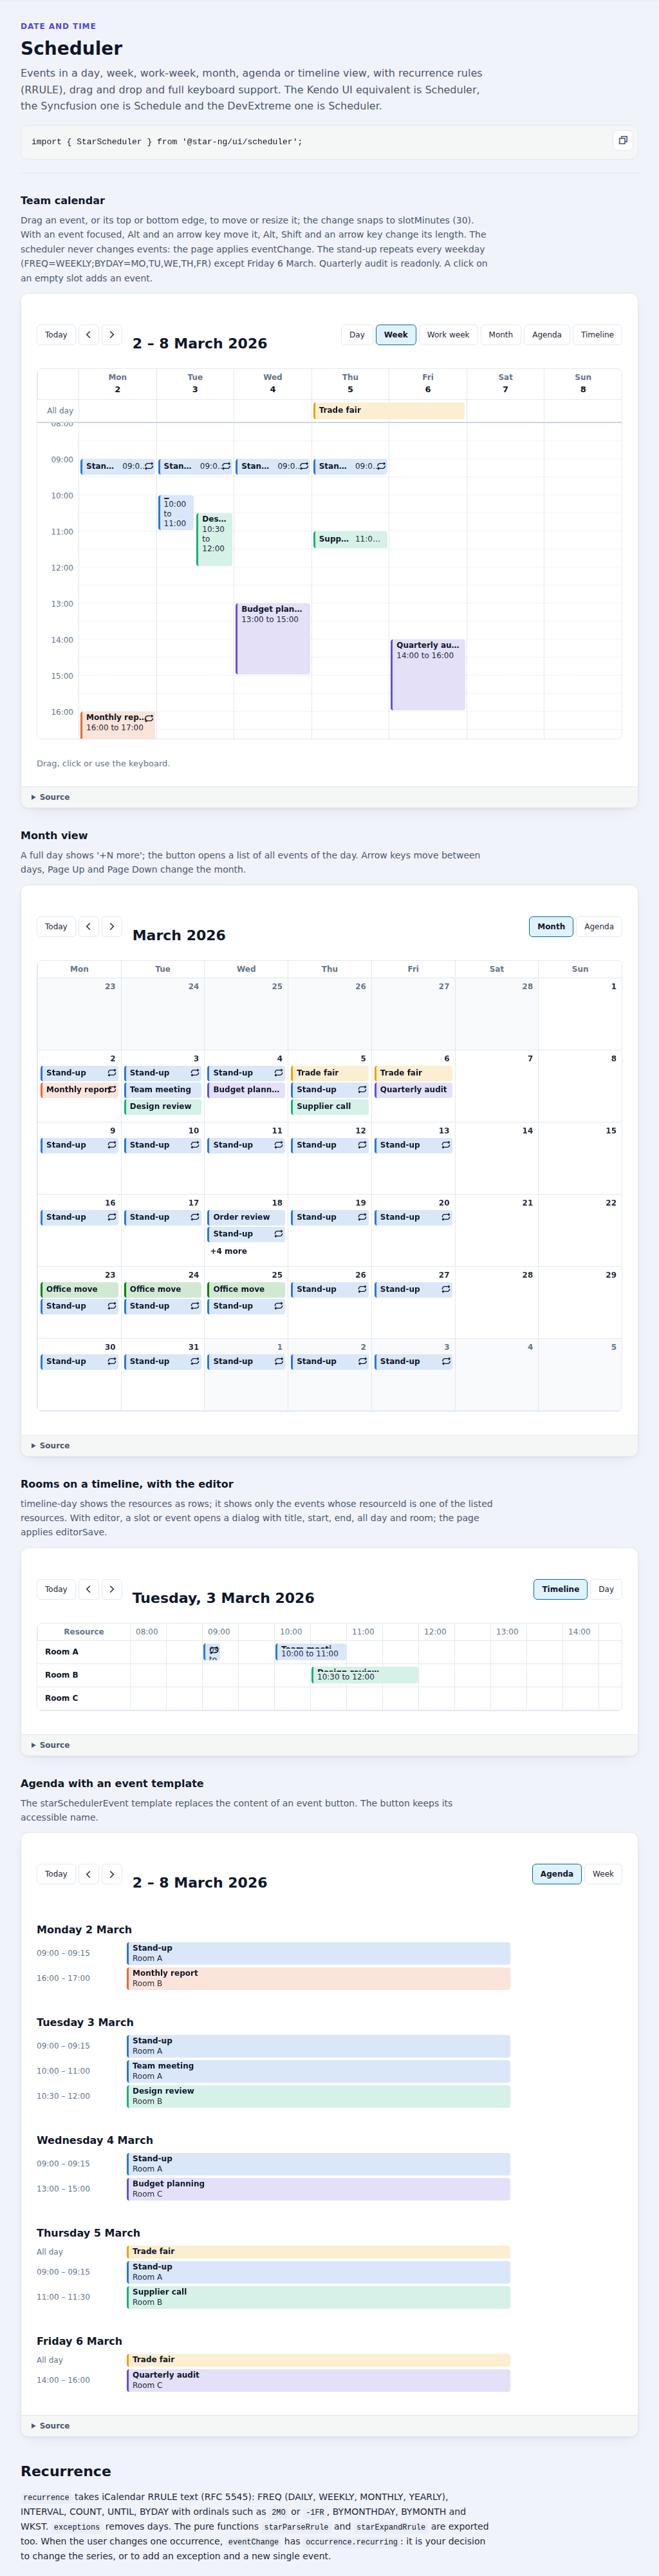 DATE AND TIME
Scheduler
Events in a day, week, work-week, month, agenda or timeline view, with recurrence rules
(RRULE), drag and drop and full keyboard support. The Kendo UI equivalent is Scheduler,
the Syncfusion one is Schedule and the DevExtreme one is Scheduler.
import { StarScheduler } from '@star-ng/ui/scheduler';
Team calendar
Drag an event, or its top or bottom edge, to move or resize it; the change snaps to slotMinutes (30).
With an event focused, Alt and an arrow key move it, Alt, Shift and an arrow key change its length. The
scheduler never changes events: the page applies eventChange. The stand-up repeats every weekday
(FREQ=WEEKLY;BYDAY=MO,TU,WE,TH,FR) except Friday 6 March. Quarterly audit is readonly. A click on
an empty slot adds an event.
Today 2 – 8 March 2026 Day Week Work week Month Agenda Timeline
Mon Tue Wed Thu Fri Sat Sun
2 3 4 5 6 7 8
All day Trade fair
08:00
09:00 Stan... 09:0... Stan... 09:0... Stan... 09:0... Stan... 09:0...
10:00
10:00
to
11:00
Des...
10:30
to
12:00
11:00 Supp... 11:0...
12:00
13:00 Budget plan...
13:00 to 15:00
14:00 Quarterly au...
14:00 to 16:00
15:00
16:00 Monthly rep...
16:00 to 17:00
Drag, click or use the keyboard.
Source
Month view
A full day shows '+N more'; the button opens a list of all events of the day. Arrow keys move between
days, Page Up and Page Down change the month.
Today March 2026 Month Agenda
Mon Tue Wed Thu Fri Sat Sun
23 24 25 26 27 28 1
2 3 4 5 6 7 8
Stand-up Stand-up Stand-up Trade fair Trade fair
Monthly report Team meeting Budget plann... Stand-up Quarterly audit
Design review Supplier call
9 10 11 12 13 14 15
Stand-up Stand-up Stand-up Stand-up Stand-up
16 17 18 19 20 21 22
Stand-up Stand-up Order review Stand-up Stand-up
Stand-up
+4 more
23 24 25 26 27 28 29
Office move Office move Office move Stand-up Stand-up
Stand-up Stand-up Stand-up
30 31 1 2 3 4 5
Stand-up Stand-up Stand-up Stand-up Stand-up
Source
Rooms on a timeline, with the editor
timeline-day shows the resources as rows; it shows only the events whose resourceId is one of the listed
resources. With editor, a slot or event opens a dialog with title, start, end, all day and room; the page
applies editorSave.
Today Tuesday, 3 March 2026 Timeline Day
Resource 08:00 09:00 10:00 11:00 12:00 13:00 14:00
Room A 10:00 to 11:00
Room B 10:30 to 12:00
Room C
Source
Agenda with an event template
The starSchedulerEvent template replaces the content of an event button. The button keeps its
accessible name.
Today 2 – 8 March 2026 Agenda Week
Monday 2 March
09:00 – 09:15 Stand-up
Room A
16:00 – 17:00 Monthly report
Room B
Tuesday 3 March
09:00 – 09:15 Stand-up
Room A
10:00 – 11:00 Team meeting
Room A
10:30 – 12:00 Design review
Room B
Wednesday 4 March
09:00 – 09:15 Stand-up
Room A
13:00 – 15:00 Budget planning
Room C
Thursday 5 March
All day Trade fair
09:00 – 09:15 Stand-up
Room A
11:00 – 11:30 Supplier call
Room B
Friday 6 March
All day Trade fair
14:00 – 16:00 Quarterly audit
Room C
Source
Recurrence
recurrence takes iCalendar RRULE text (RFC 5545): FREQ (DAILY, WEEKLY, MONTHLY, YEARLY),
INTERVAL, COUNT, UNTIL, BYDAY with ordinals such as 2MO or -1FR, BYMONTHDAY, BYMONTH and
WKST. exceptions removes days. The pure functions starParseRrule and starExpandRrule are exported
too. When the user changes one occurrence, eventChange has occurrence.recurring: it is your decision
to change the series, or to add an exception and a new single event.